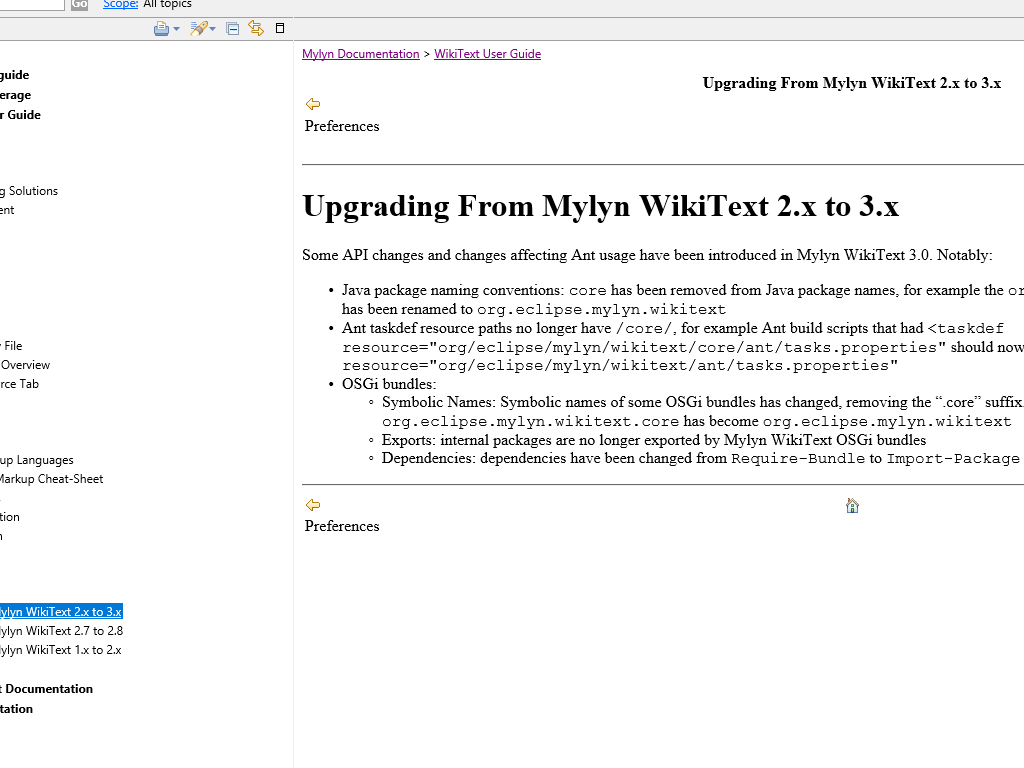 Go Scope: All topics
Mylyn Documentation > WikiText User Guide
guide
Upgrading From Mylyn WikiText 2.x to 3.x
erage
r Guide
Preferences
g Solutions
ent
Upgrading From Mylyn WikiText 2.x to 3.x
Some API changes and changes affecting Ant usage have been introduced in Mylyn WikiText 3.0. Notably:
• Java package naming conventions: core has been removed from Java package names, for example the or
has been renamed to org.eclipse.mylyn.wikitext
• Ant taskdef resource paths no longer have /core/, for example Ant build scripts that had <taskdef
resource="org/eclipse/mylyn/wikitext/core/ant/tasks.properties" should now
resource="org/eclipse/mylyn/wikitext/ant/tasks.properties"
• OSGi bundles:
◦ Symbolic Names: Symbolic names of some OSGi bundles has changed, removing the “.core” suffix.
org.eclipse.mylyn.wikitext.core has become org.eclipse.mylyn.wikitext
◦ Exports: internal packages are no longer exported by Mylyn WikiText OSGi bundles
◦ Dependencies: dependencies have been changed from Require-Bundle to Import-Package
File
Overview
rce Tab
up Languages
Markup Cheat-Sheet
tion
n
Preferences
Mylyn WikiText 2.x to 3.x
Mylyn WikiText 2.7 to 2.8
Mylyn WikiText 1.x to 2.x
t Documentation
tation